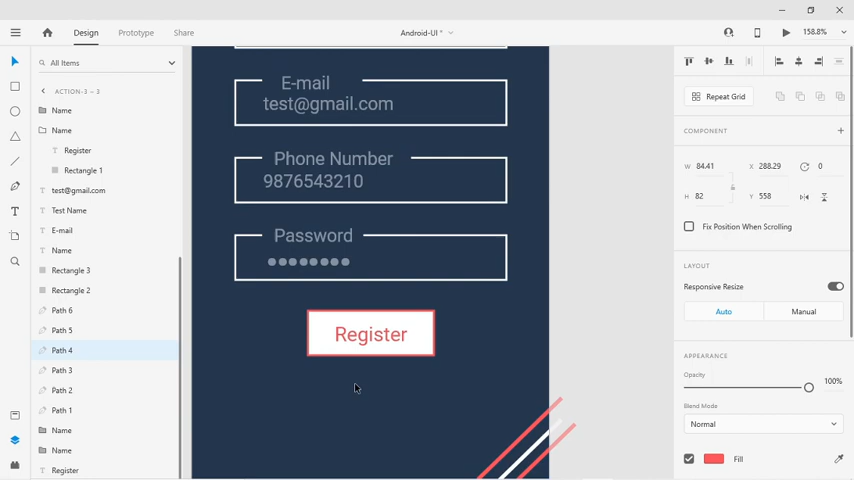 Design
Prototype
Share
Android-UI *
158.8%
All Items
ACTION-3 – 3
Name
Name
Register
Rectangle 1
test@gmail.com
Test Name
E-mail
Name
Rectangle 3
Rectangle 2
Path 6
Path 5
Path 4
Path 3
Path 2
Path 1
Name
Name
Register
E-mail
test@gmail.com
Phone Number
9876543210
Password
Register
Repeat Grid
COMPONENT
W 84.41 X 288.29 0
H 82 Y 558
Fix Position When Scrolling
LAYOUT
Responsive Resize
Auto Manual
APPEARANCE
Opacity
100%
Blend Mode
Normal
Fill